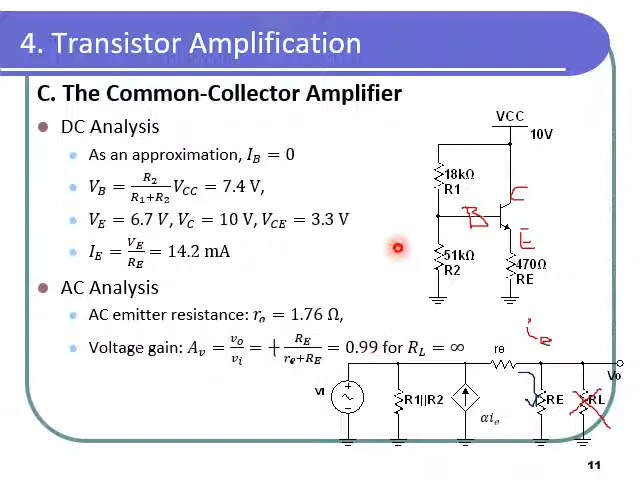 4. Transistor Amplification
C. The Common-Collector Amplifier
DC Analysis
As an approximation, I_B = 0
V_B = R_2/(R_1+R_2) V_CC = 7.4 V,
V_E = 6.7 V, V_C = 10 V, V_CE = 3.3 V
I_E = V_E/R_E = 14.2 mA
AC Analysis
AC emitter resistance: r_e = 1.76 Ω,
Voltage gain: A_v = v_o/v_i = + R_E/(r_e+R_E) = 0.99 for R_L = ∞
VCC
10V
18kΩ
R1
C
B
E
51kΩ
R2
470Ω
RE
i_e
re
Vo
VI
R1||R2
αi_e
RE
RL
11